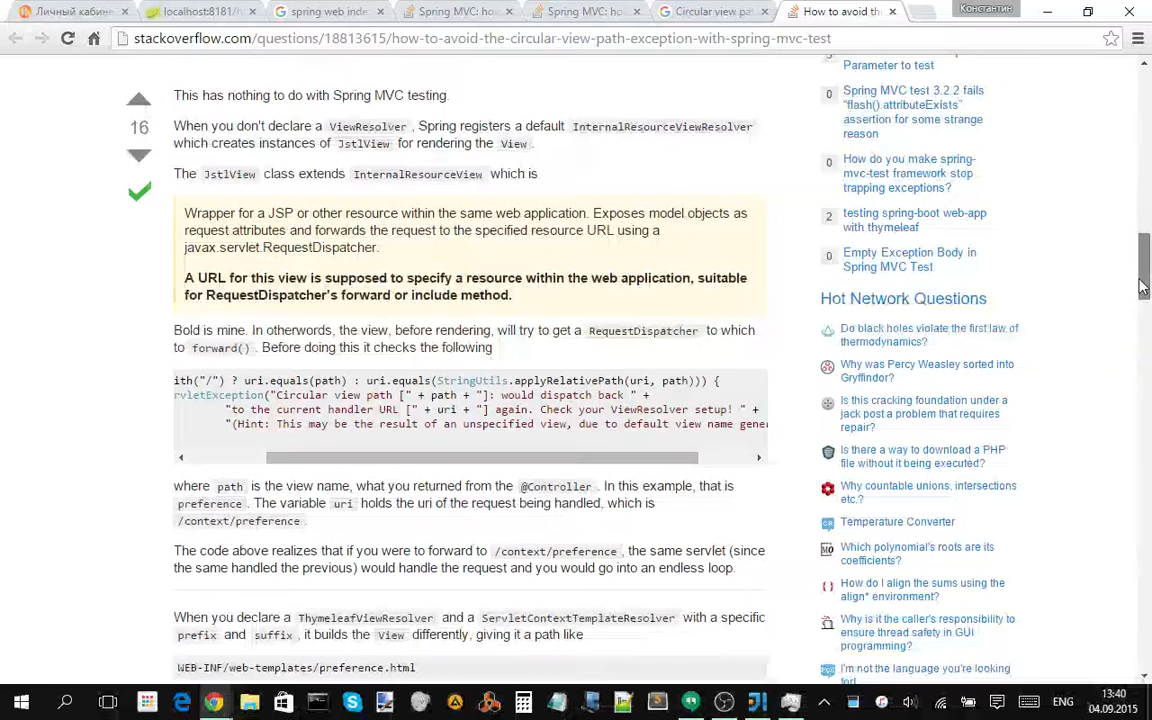 Личный кабине
localhost:8181/
spring web inde
Spring MVC: how
Spring MVC: how
Circular view pat
How to avoid th
Константин
stackoverflow.com/questions/18813615/how-to-avoid-the-circular-view-path-exception-with-spring-mvc-test
This has nothing to do with Spring MVC testing.
16
When you don't declare a ViewResolver, Spring registers a default InternalResourceViewResolver
which creates instances of JstlView for rendering the View.
The JstlView class extends InternalResourceView which is
Wrapper for a JSP or other resource within the same web application. Exposes model objects as
request attributes and forwards the request to the specified resource URL using a
javax.servlet.RequestDispatcher.
A URL for this view is supposed to specify a resource within the web application, suitable
for RequestDispatcher's forward or include method.
Bold is mine. In otherwords, the view, before rendering, will try to get a RequestDispatcher to which
to forward(). Before doing this it checks the following
ith("/") ? uri.equals(path) : uri.equals(StringUtils.applyRelativePath(uri, path))) {
rvletException("Circular view path [" + path + "]: would dispatch back " +
"to the current handler URL [" + uri + "] again. Check your ViewResolver setup! " +
"(Hint: This may be the result of an unspecified view, due to default view name gener
where path is the view name, what you returned from the @Controller. In this example, that is
preference. The variable uri holds the uri of the request being handled, which is
/context/preference.
The code above realizes that if you were to forward to /context/preference, the same servlet (since
the same handled the previous) would handle the request and you would go into an endless loop.
When you declare a ThymeleafViewResolver and a ServletContextTemplateResolver with a specific
prefix and suffix, it builds the View differently, giving it a path like
WEB-INF/web-templates/preference.html
Parameter to test
0
Spring MVC test 3.2.2 fails
"flash().attributeExists"
assertion for some strange
reason
0
How do you make spring-
mvc-test framework stop
trapping exceptions?
2
testing spring-boot web-app
with thymeleaf
0
Empty Exception Body in
Spring MVC Test
Hot Network Questions
Do black holes violate the first law of
thermodynamics?
Why was Percy Weasley sorted into
Gryffindor?
Is this cracking foundation under a
jack post a problem that requires
repair?
Is there a way to download a PHP
file without it being executed?
Why countable unions, intersections
etc.?
CR
Temperature Converter
MO
Which polynomial's roots are its
coefficients?
How do I align the sums using the
align* environment?
Why is it the caller's responsibility to
ensure thread safety in GUI
programming?
I'm not the language you're looking
for!
ENG
13:40
04.09.2015